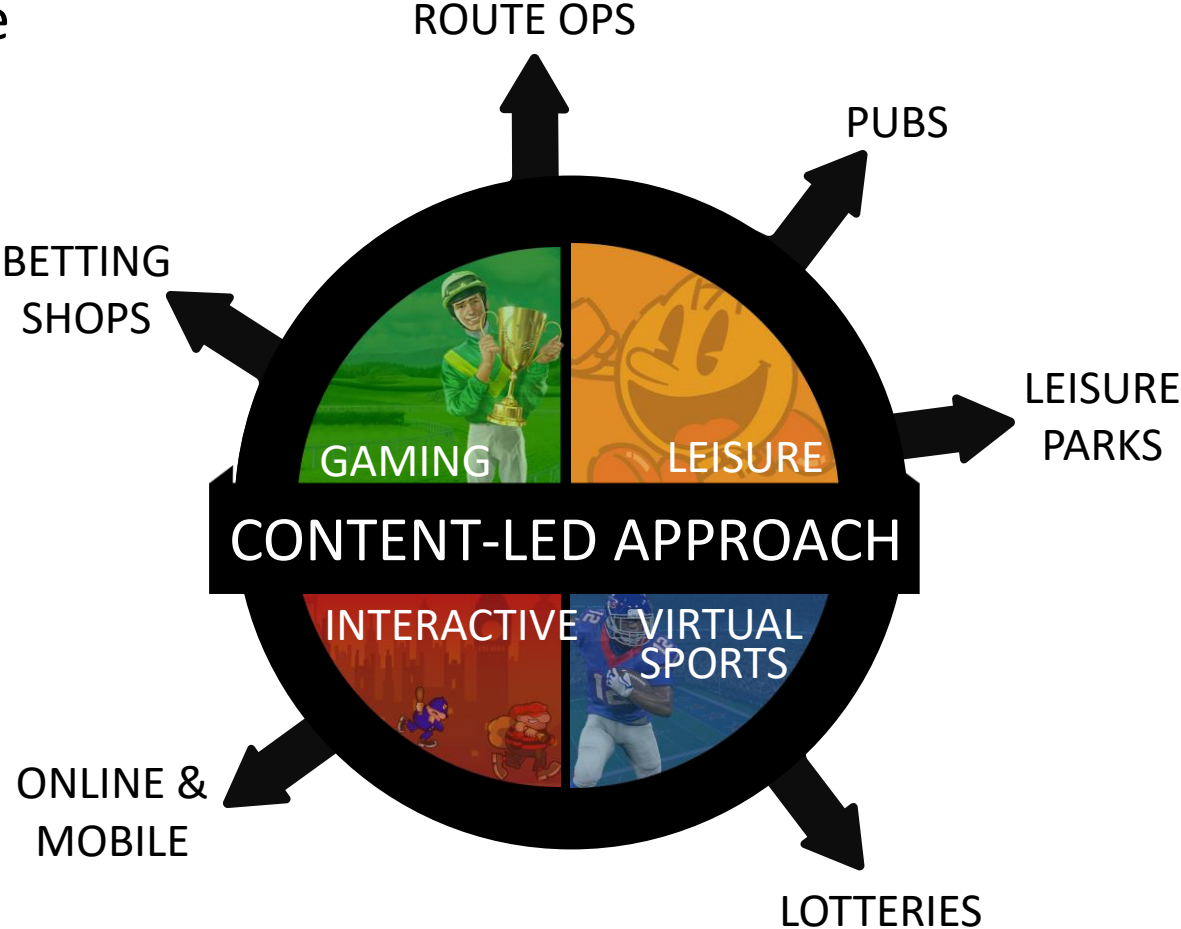 e
ROUTE OPS
PUBS
BETTING
SHOPS
LEISURE
PARKS
GAMING
LEISURE
CONTENT-LED APPROACH
INTERACTIVE
VIRTUAL
SPORTS
ONLINE &
MOBILE
LOTTERIES